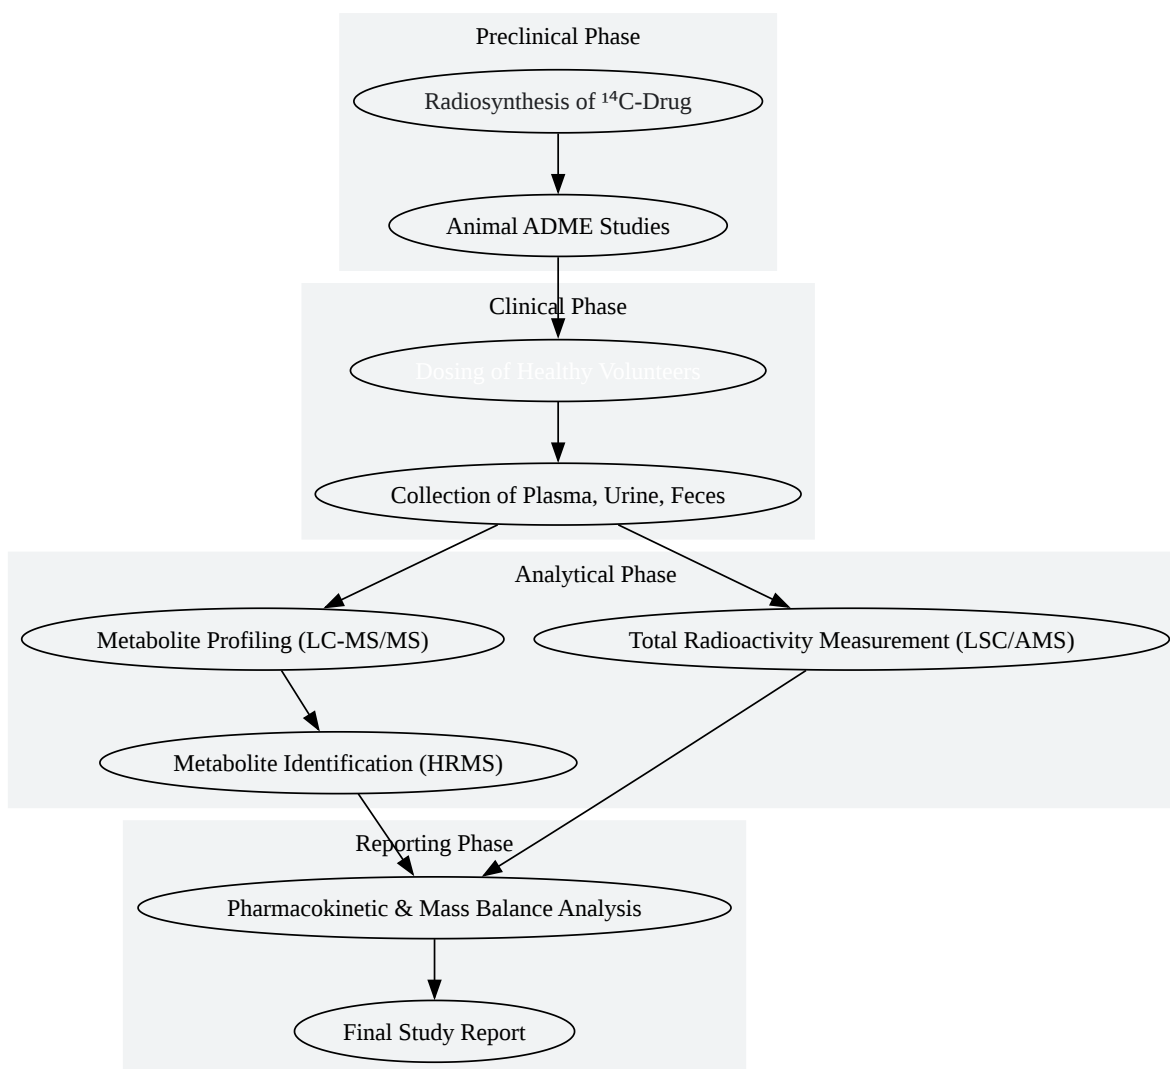 Preclinical Phase
Radiosynthesis of ¹⁴C-Drug
Animal ADME Studies
Clinical Phase
Dosing of Healthy Volunteers
Collection of Plasma, Urine, Feces
Analytical Phase
Metabolite Profiling (LC-MS/MS)
Total Radioactivity Measurement (LSC/AMS)
Metabolite Identification (HRMS)
Reporting Phase
Pharmacokinetic & Mass Balance Analysis
Final Study Report